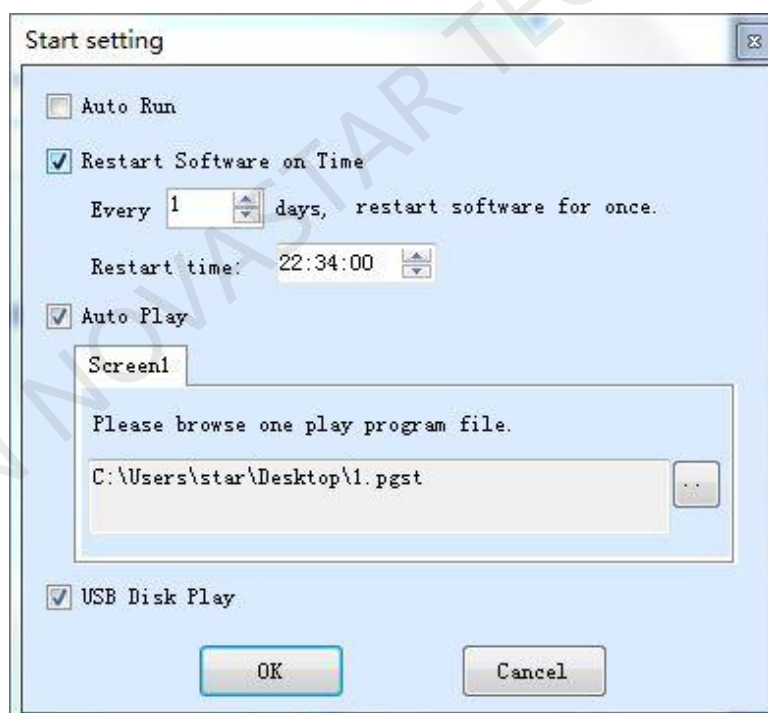 Start setting
Auto Run
Restart Software on Time
Every 1 days, restart software for once.
Restart time: 22:34:00
Auto Play
Screen1
Please browse one play program file.
C:\Users\star\Desktop\1.pgst
..
USB Disk Play
OK Cancel
N NOVASTAR TEC